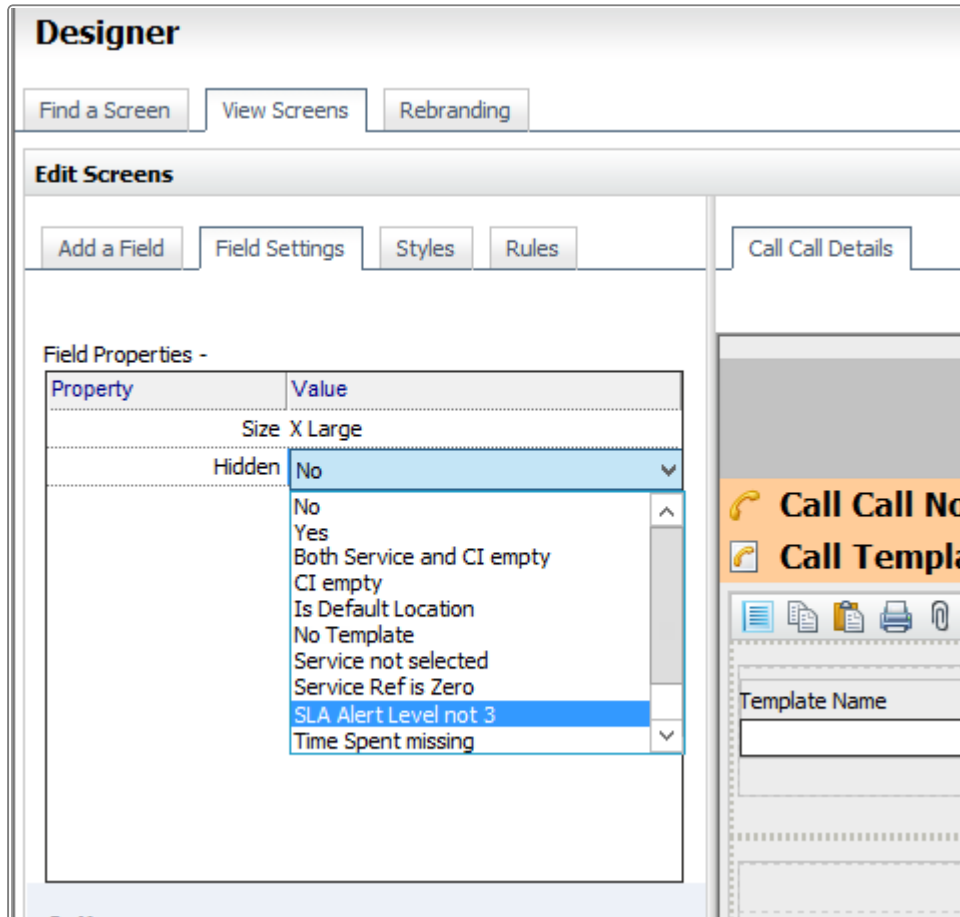 Designer
Find a Screen View Screens Rebranding
Edit Screens
Add a Field Field Settings Styles Rules
Call Call Details
Field Properties -
Property Value
Size X Large
Hidden No
No
Yes
Both Service and CI empty
CI empty
Is Default Location
No Template
Service not selected
Service Ref is Zero
SLA Alert Level not 3
Time Spent missing
Call Call
Call
Template Name